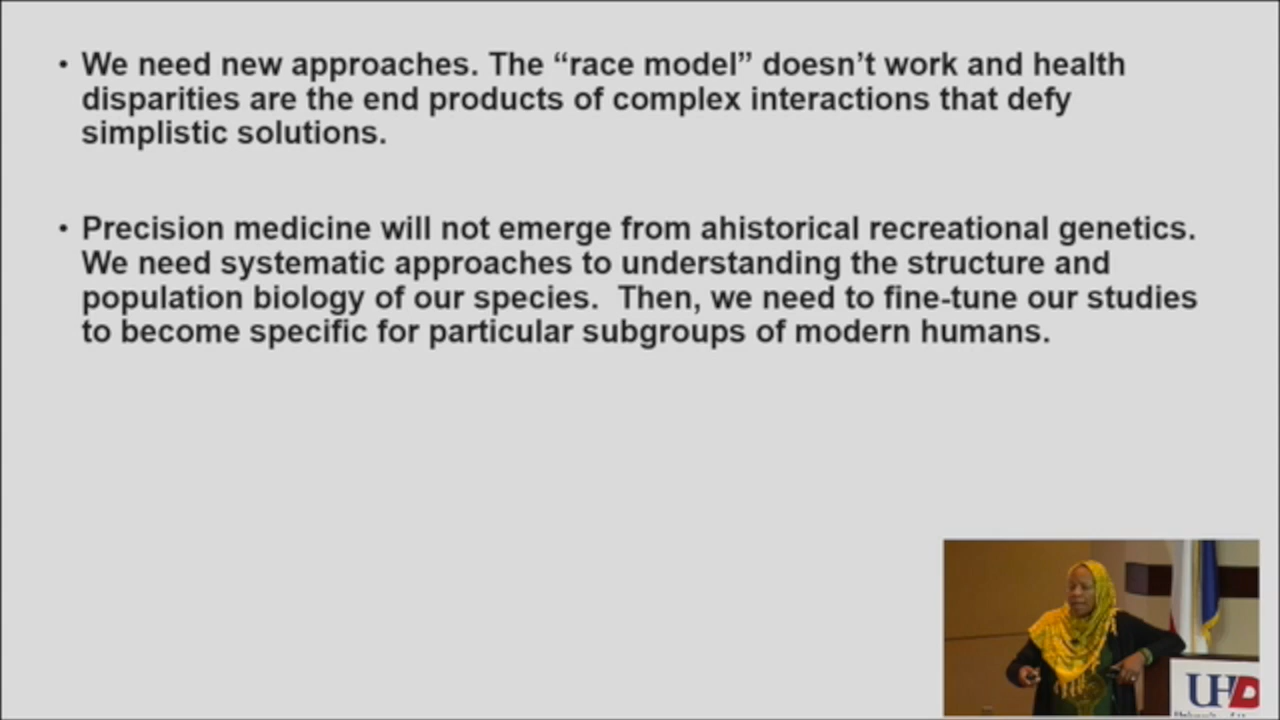 • We need new approaches. The “race model” doesn’t work and health
disparities are the end products of complex interactions that defy
simplistic solutions.
• Precision medicine will not emerge from ahistorical recreational genetics.
We need systematic approaches to understanding the structure and
population biology of our species. Then, we need to fine-tune our studies
to become specific for particular subgroups of modern humans.
UHD